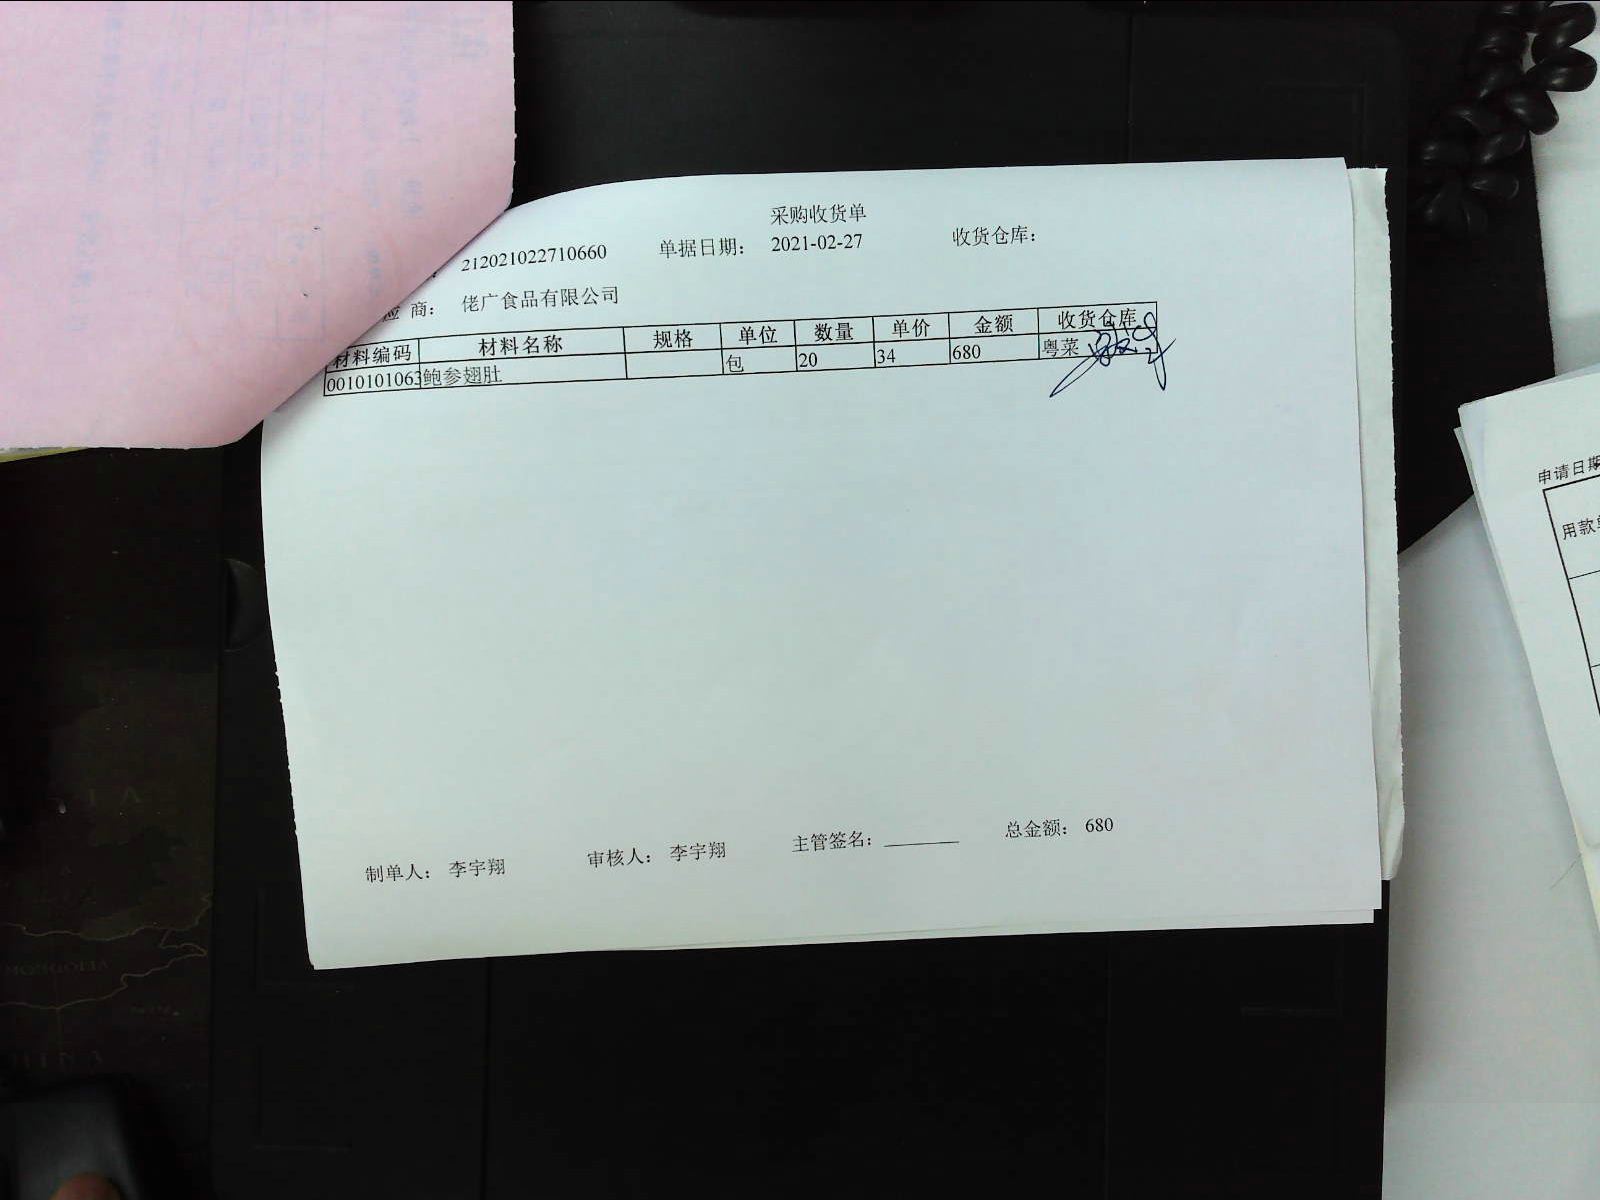 采购收货单
212021022710660 单据日期： 2021-02-27 收货仓库：
应 商： 佬广食品有限公司
材料编码 材料名称 规格 单位 数量 单价 金额 收货仓库
0010101063 鲍参翅肚 包 20 34 680 粤菜
制单人： 李宇翔 审核人： 李宇翔 主管签名： 总金额： 680
申请日期
用款单